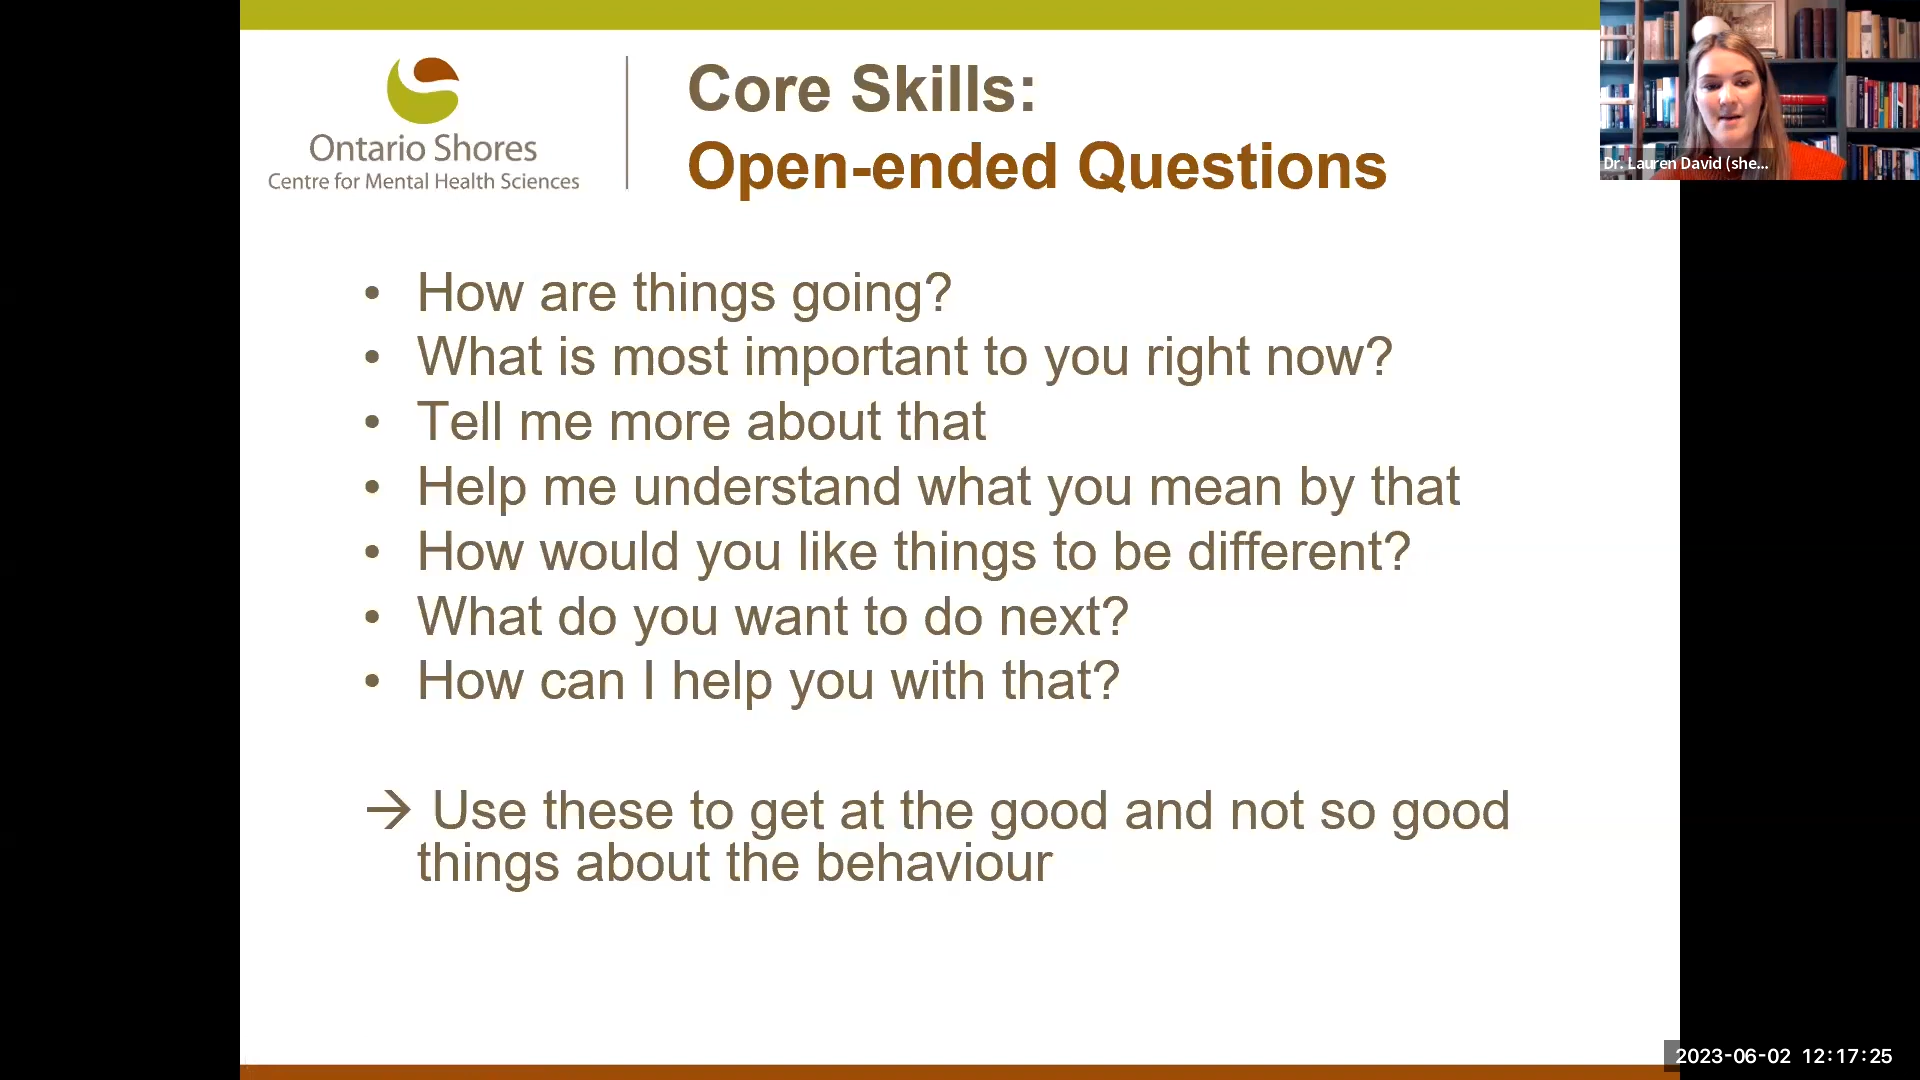 Ontario Shores
Centre for Mental Health Sciences
Core Skills:
Open-ended Questions
Dr. Lauren David (she...
• How are things going?
• What is most important to you right now?
• Tell me more about that
• Help me understand what you mean by that
• How would you like things to be different?
• What do you want to do next?
• How can I help you with that?
→ Use these to get at the good and not so good
things about the behaviour
2023-06-02 12:17:25